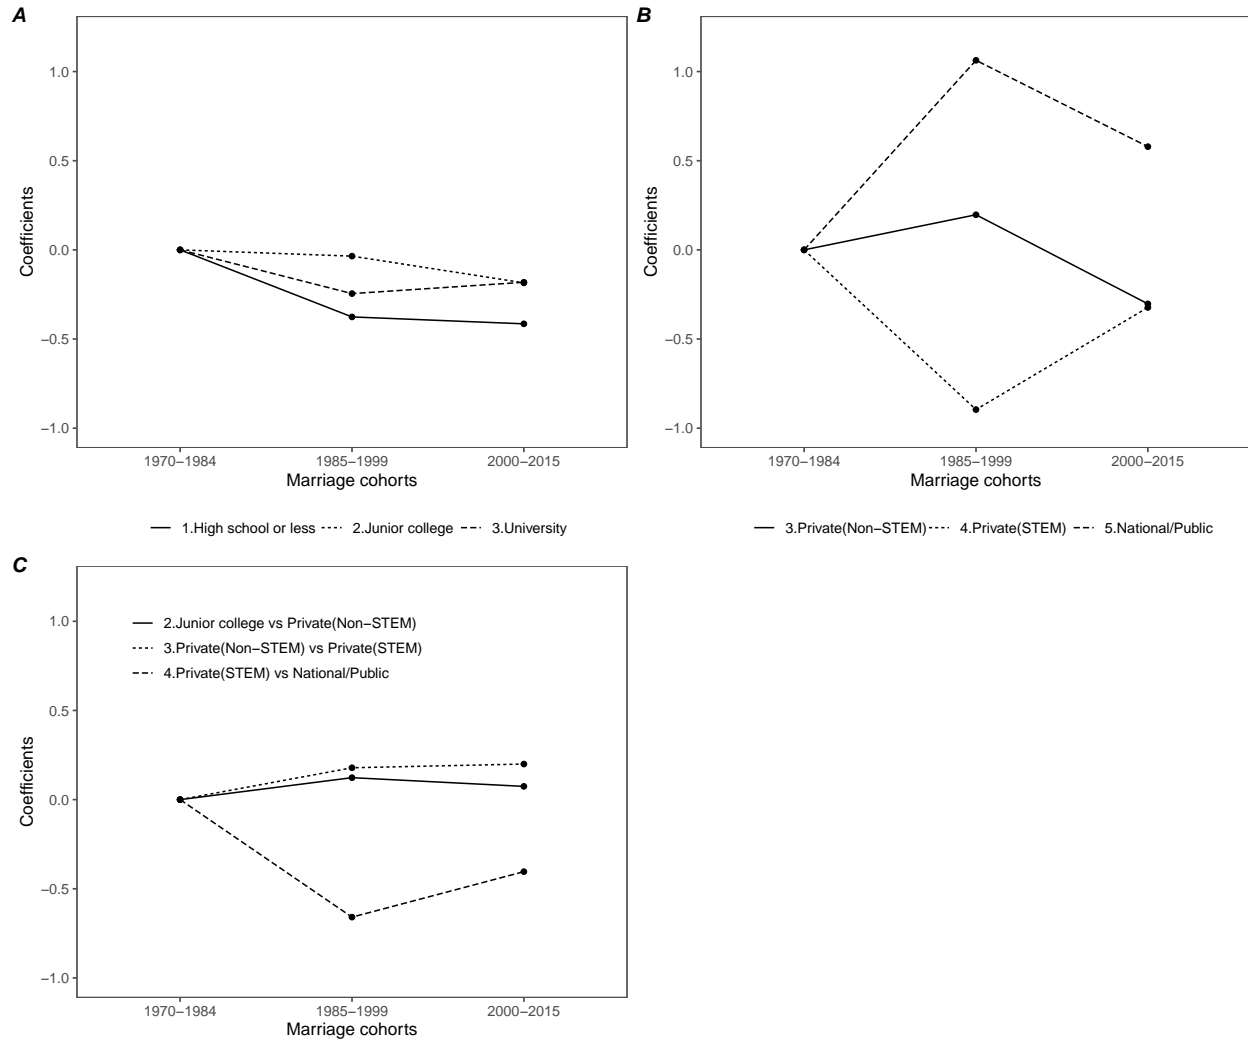 A
1.0
0.5
0.0
−0.5
−1.0
Coefficients
1970−1984 1985−1999 2000−2015
Marriage cohorts
1.High school or less 2.Junior college 3.University
B
1.0
0.5
0.0
−0.5
−1.0
Coefficients
1970−1984 1985−1999 2000−2015
Marriage cohorts
3.Private(Non−STEM) 4.Private(STEM) 5.National/Public
C
2.Junior college vs Private(Non−STEM)
3.Private(Non−STEM) vs Private(STEM)
4.Private(STEM) vs National/Public
1.0
0.5
0.0
−0.5
−1.0
Coefficients
1970−1984 1985−1999 2000−2015
Marriage cohorts